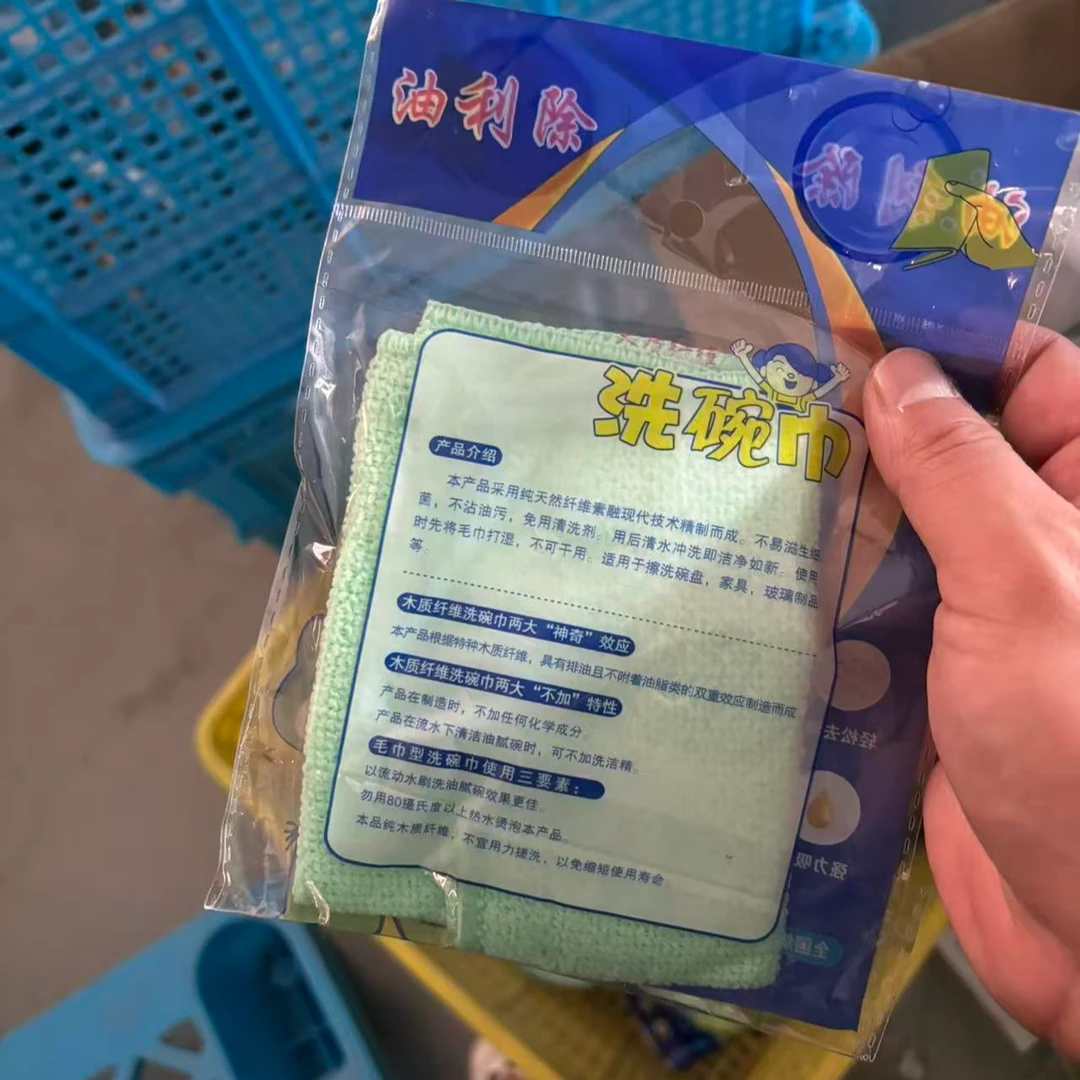 油利除
洗碗巾
产品介绍
本产品采用纯天然纤维素融现代技术精制而成。不易滋生细
菌，不沾油污，免用清洗剂。用后清水冲洗即洁净如新。使用
时先将毛巾打湿，不可干用。适用于擦洗碗盘，家具，玻璃制品
等。
木质纤维洗碗巾两大“神奇”效应
本产品根据特种木质纤维，具有排油且不附着油脂类的双重效应制造而成
木质纤维洗碗巾两大“不加”特性
产品在制造时，不加任何化学成分
产品在流水下清洁油腻碗时，可不加洗洁精。
毛巾型洗碗巾使用三要素：
以流动水刷洗油腻碗效果更佳。
勿用80摄氏度以上热水烫泡本产品。
本品纯木质纤维，不宜用力搓洗，以免缩短使用寿命
轻松去
强力吸